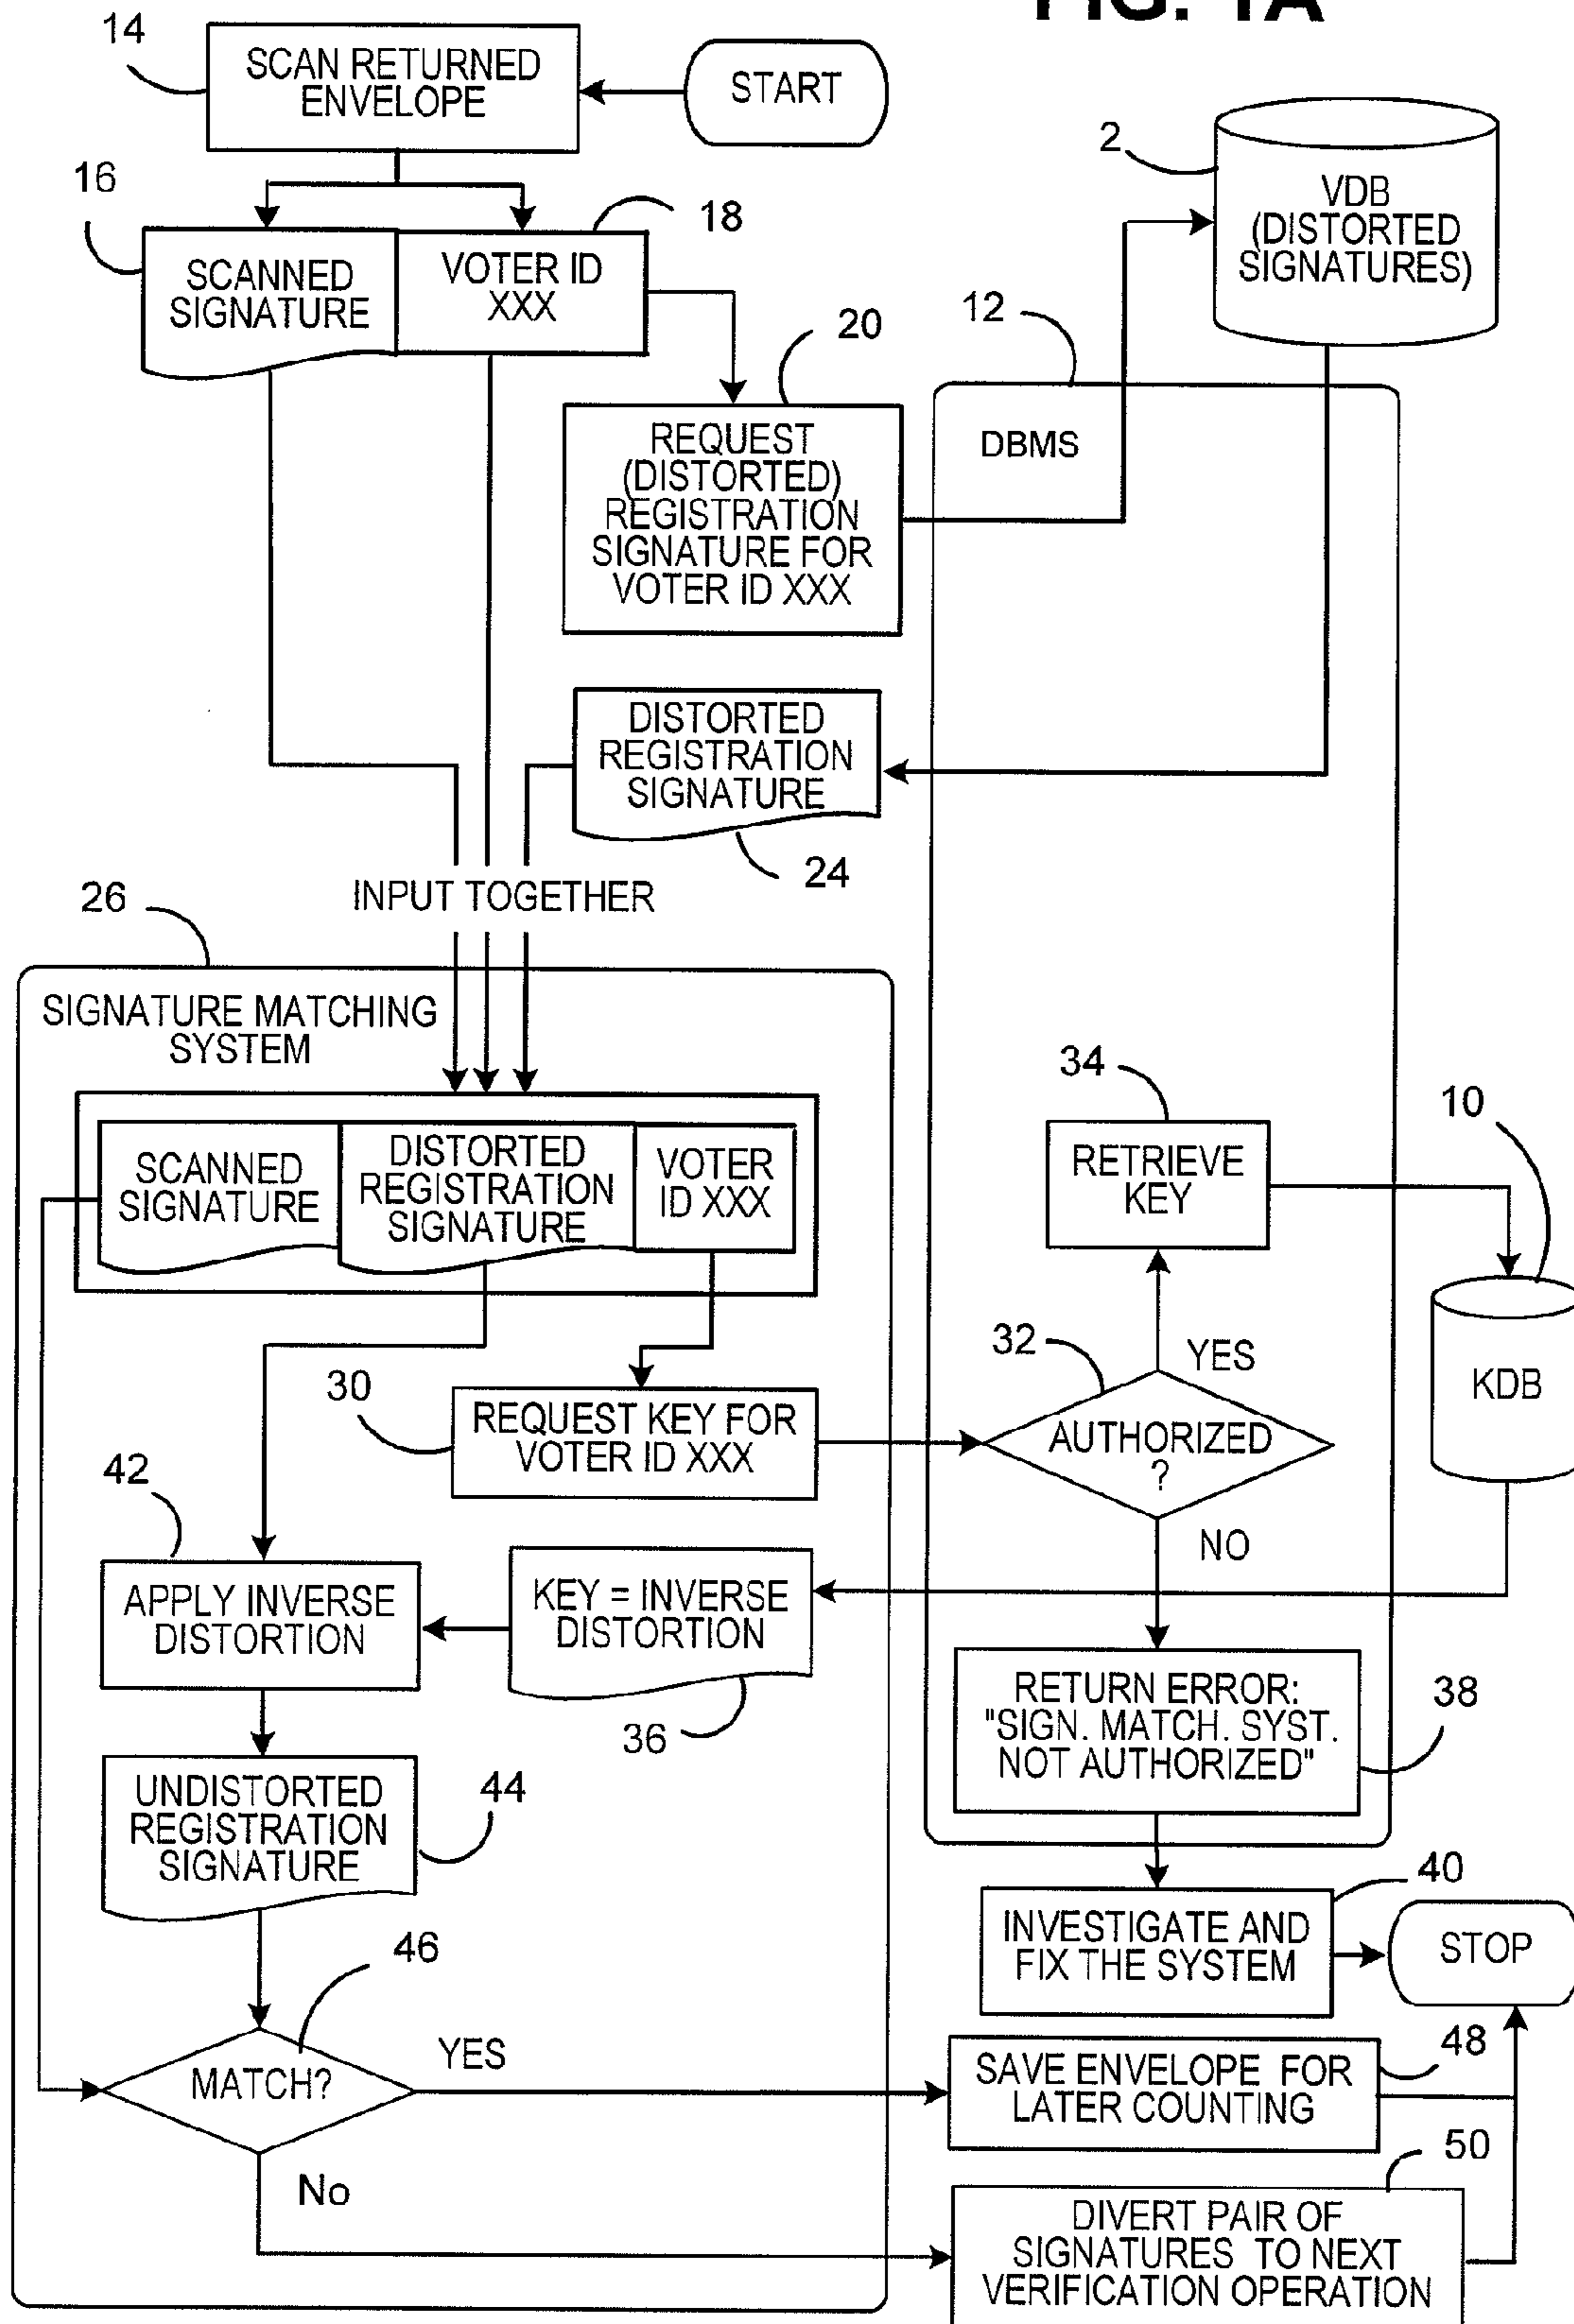 FIG. 1A
14
SCAN RETURNED
ENVELOPE
START
2
VDB
(DISTORTED
SIGNATURES)
16
18
SCANNED
SIGNATURE
VOTER ID
XXX
12
20
DBMS
REQUEST
(DISTORTED)
REGISTRATION
SIGNATURE FOR
VOTER ID XXX
DISTORTED
REGISTRATION
SIGNATURE
24
INPUT TOGETHER
26
SIGNATURE MATCHING
SYSTEM
SCANNED
SIGNATURE
DISTORTED
REGISTRATION
SIGNATURE
VOTER
ID XXX
34
RETRIEVE
KEY
10
KDB
32
YES
AUTHORIZED
?
NO
30
REQUEST KEY FOR
VOTER ID XXX
42
APPLY INVERSE
DISTORTION
KEY = INVERSE
DISTORTION
36
RETURN ERROR:
"SIGN. MATCH. SYST.
NOT AUTHORIZED"
38
UNDISTORTED
REGISTRATION
SIGNATURE
44
40
INVESTIGATE AND
FIX THE SYSTEM
STOP
46
MATCH?
YES
No
48
SAVE ENVELOPE FOR
LATER COUNTING
50
DIVERT PAIR OF
SIGNATURES TO NEXT
VERIFICATION OPERATION